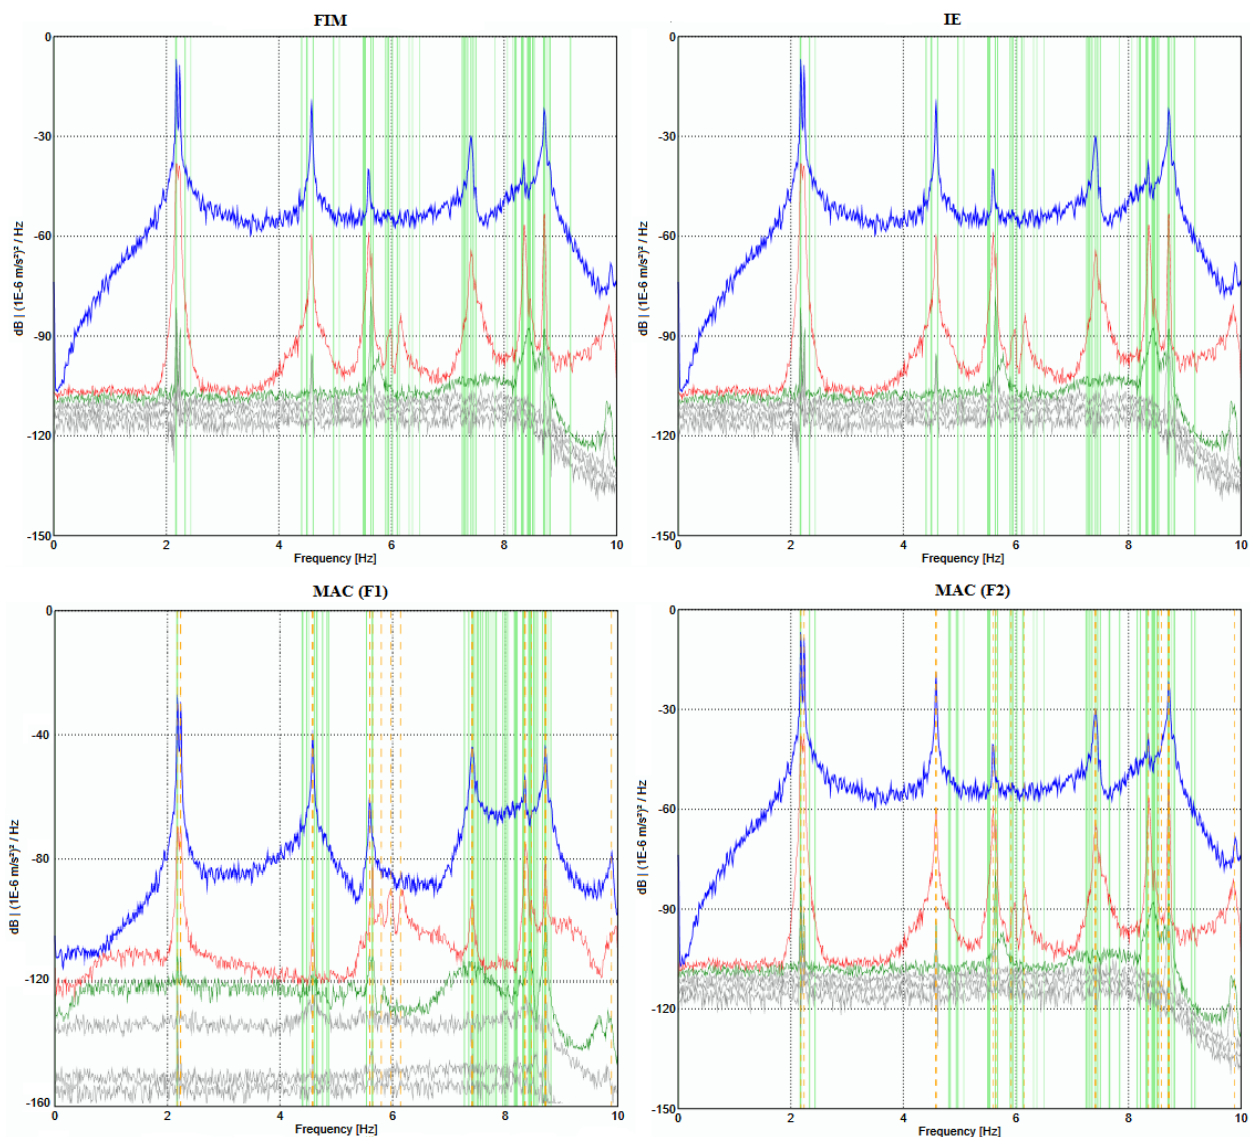 FIM
0
-30
-60
-90
-120
-150
dB | (1E-6 m/s²)² / Hz
0 2 4 6 8 10
Frequency [Hz]
IE
0
-30
-60
-90
-120
-150
dB | (1E-6 m/s²)² / Hz
0 2 4 6 8 10
Frequency [Hz]
MAC (F1)
0
-40
-80
-120
-160
dB | (1E-6 m/s²)² / Hz
0 2 4 6 8 10
Frequency [Hz]
MAC (F2)
0
-30
-60
-90
-120
-150
dB | (1E-6 m/s²)² / Hz
0 2 4 6 8 10
Frequency [Hz]